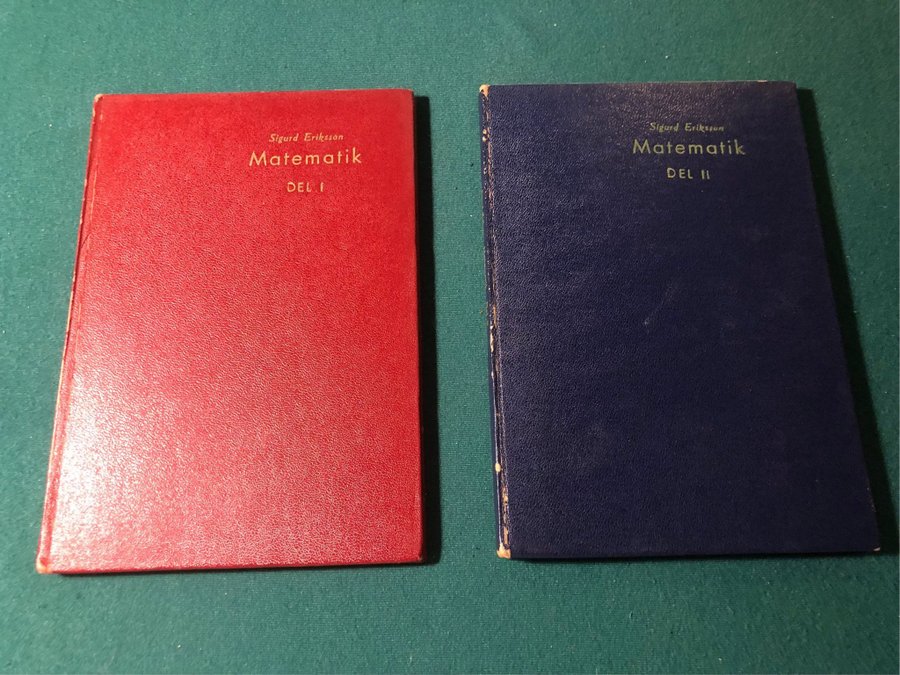 Sigurd Eriksson
Matematik
DEL I
Sigurd Eriksson
Matematik
DEL II